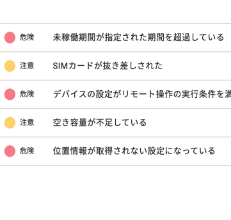 危険 未稼働期間が指定された期間を超過している
注意 SIMカードが抜き差しされた
危険 デバイスの設定がリモート操作の実行条件を満
注意 空き容量が不足している
危険 位置情報が取得されない設定になっている